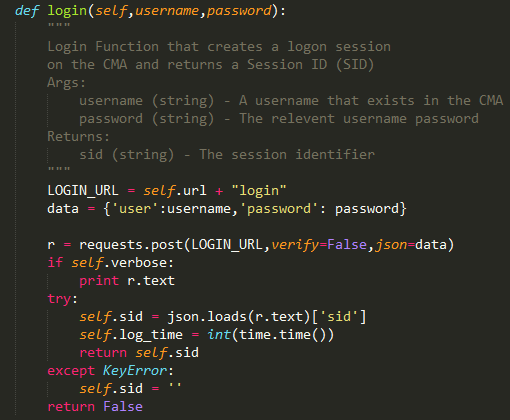 def login(self,username,password):
    """
    Login Function that creates a logon session
    on the CMA and returns a Session ID (SID)
    Args:
        username (string) - A username that exists in the CMA
        password (string) - The relevent username password
    Returns:
        sid (string) - The session identifier
    """
    LOGIN_URL = self.url + "login"
    data = {'user':username,'password': password}

    r = requests.post(LOGIN_URL,verify=False,json=data)
    if self.verbose:
        print r.text
    try:
        self.sid = json.loads(r.text)['sid']
        self.log_time = int(time.time())
        return self.sid
    except KeyError:
        self.sid = ''
    return False